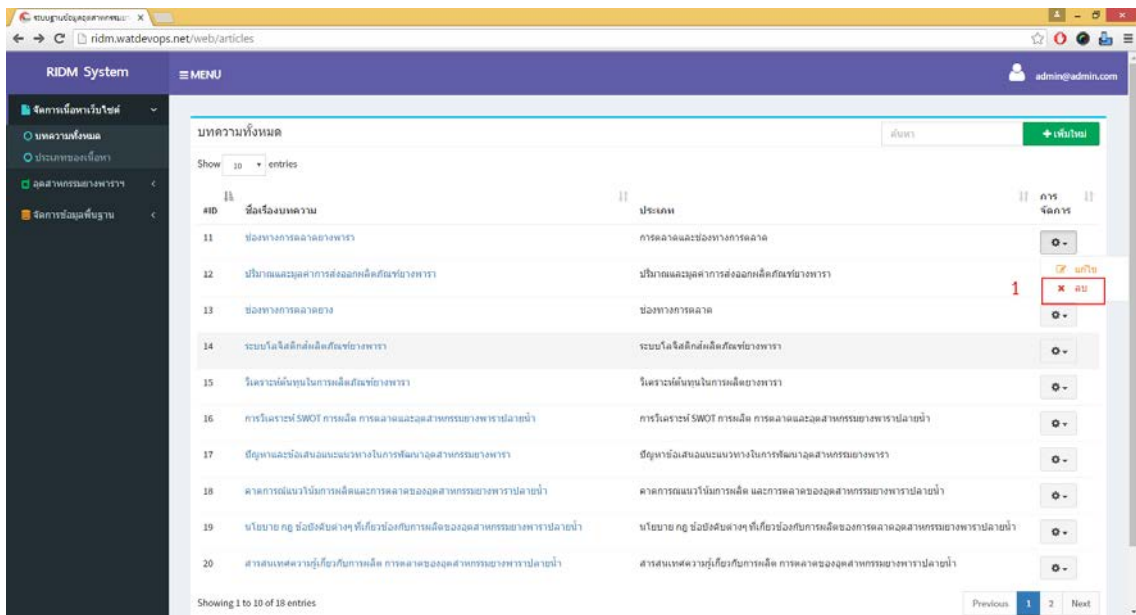 ระบบฐานข้อมูลอุตสาหกรรมยา
ridm.watdevops.net/web/articles
RIDM System
MENU
admin@admin.com
จัดการเนื้อหาเว็บไซต์
บทความทั้งหมด
ประเภทของเนื้อหา
อุตสาหกรรมยางพาราฯ
จัดการข้อมูลพื้นฐาน
บทความทั้งหมด
ค้นหา
เพิ่มใหม่
Show 10 entries
#ID ชื่อเรื่องบทความ ประเภท การจัดการ
11 ช่องทางการตลาดยางพารา การตลาดและช่องทางการตลาด
12 ปริมาณและมูลค่าการส่งออกผลิตภัณฑ์ยางพารา ปริมาณและมูลค่าการส่งออกผลิตภัณฑ์ยางพารา
แก้ไข
1 ลบ
13 ช่องทางการตลาดยาง ช่องทางการตลาด
14 ระบบโลจิสติกส์ผลิตภัณฑ์ยางพารา ระบบโลจิสติกส์ผลิตภัณฑ์ยางพารา
15 วิเคราะห์ต้นทุนในการผลิตยางพารา วิเคราะห์ต้นทุนในการผลิตยางพารา
16 การวิเคราะห์ SWOT การผลิต การตลาดและอุตสาหกรรมยางพาราปลายน้ำ การวิเคราะห์ SWOT การผลิต การตลาดและอุตสาหกรรมยางพาราปลายน้ำ
17 ปัญหาและข้อเสนอแนะแนวทางในการพัฒนาอุตสาหกรรมยางพารา ปัญหาข้อเสนอแนะแนวทางในการพัฒนาอุตสาหกรรมยางพารา
18 คาดการณ์แนวโน้มการผลิตและการตลาดของอุตสาหกรรมยางพาราปลายน้ำ คาดการณแนวโน้มการผลิต และการตลาดของอุตสาหกรรมยางพาราปลายน้ำ
19 นโยบาย กฎ ข้อบังคับต่างๆ ที่เกี่ยวข้องกับการผลิตของอุตสาหกรรมยางพาราปลายน้ำ นโยบาย กฎ ข้อบังคับต่างๆ ที่เกี่ยวข้องกับการผลิตของการตลาดอุตสาหกรรมยางพาราปลายน้ำ
20 สารสนเทศความรู้เกี่ยวกับการผลิต การตลาดของอุตสาหกรรมยางพาราปลายน้ำ สารสนเทศความรู้เกี่ยวกับการผลิต การตลาดของอุตสาหกรรมยางพาราปลายน้ำ
Showing 1 to 10 of 18 entries
Previous 1 2 Next